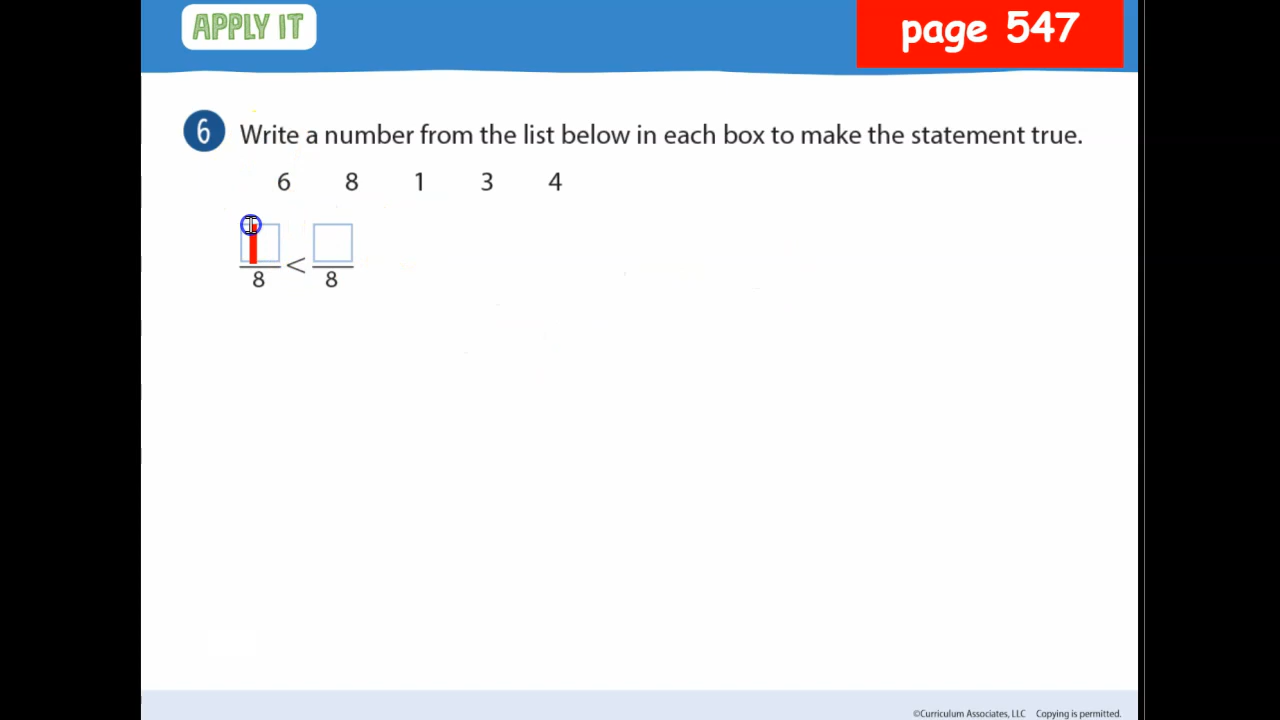 APPLY IT
page 547
6 Write a number from the list below in each box to make the statement true.
6 8 1 3 4
<
8 8
©Curriculum Associates, LLC Copying is permitted.